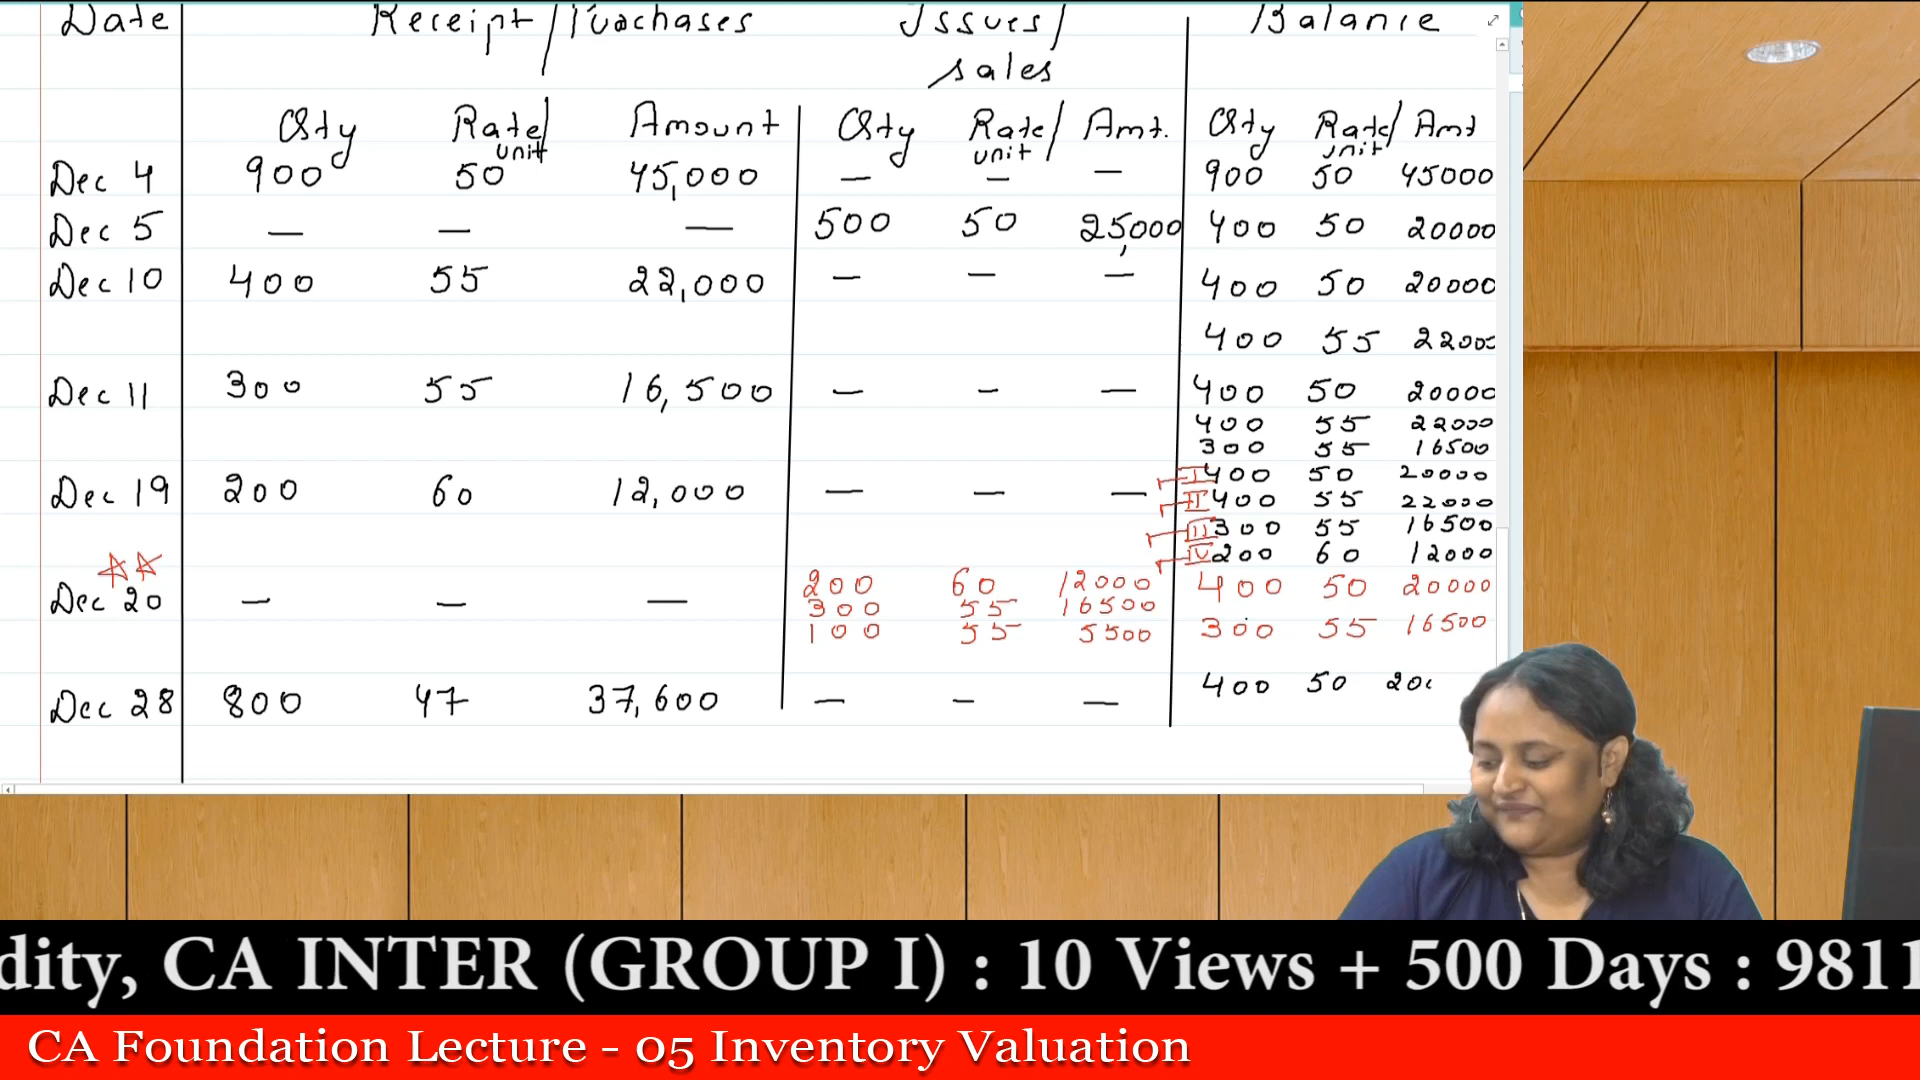 Date Receipt/Purchases Issues/ Balance
sales
Qty Rate/ Amount Qty Rate/ Amt. Qty Rate/ Amt
unit unit unit
Dec 4 900 50 45,000 — — — 900 50 45000
Dec 5 — — — 500 50 25,000 400 50 20000
Dec 10 400 55 22,000 — — — 400 50 20000
400 55 22000
Dec 11 300 55 16,500 — - — 400 50 20000
400 55 22000
300 55 16500
I 400 50 20000
Dec 19 200 60 12,000 — — — II 400 55 22000
III 300 55 16500
IV 200 60 12000
Dec 20 — — — 200 60 12000 400 50 20000
300 55 16500
100 55 5500 300 55 16500
Dec 28 800 47 37,600 — — — 400 50 200
dity, CA INTER (GROUP I) : 10 Views + 500 Days : 9811
CA Foundation Lecture - 05 Inventory Valuation